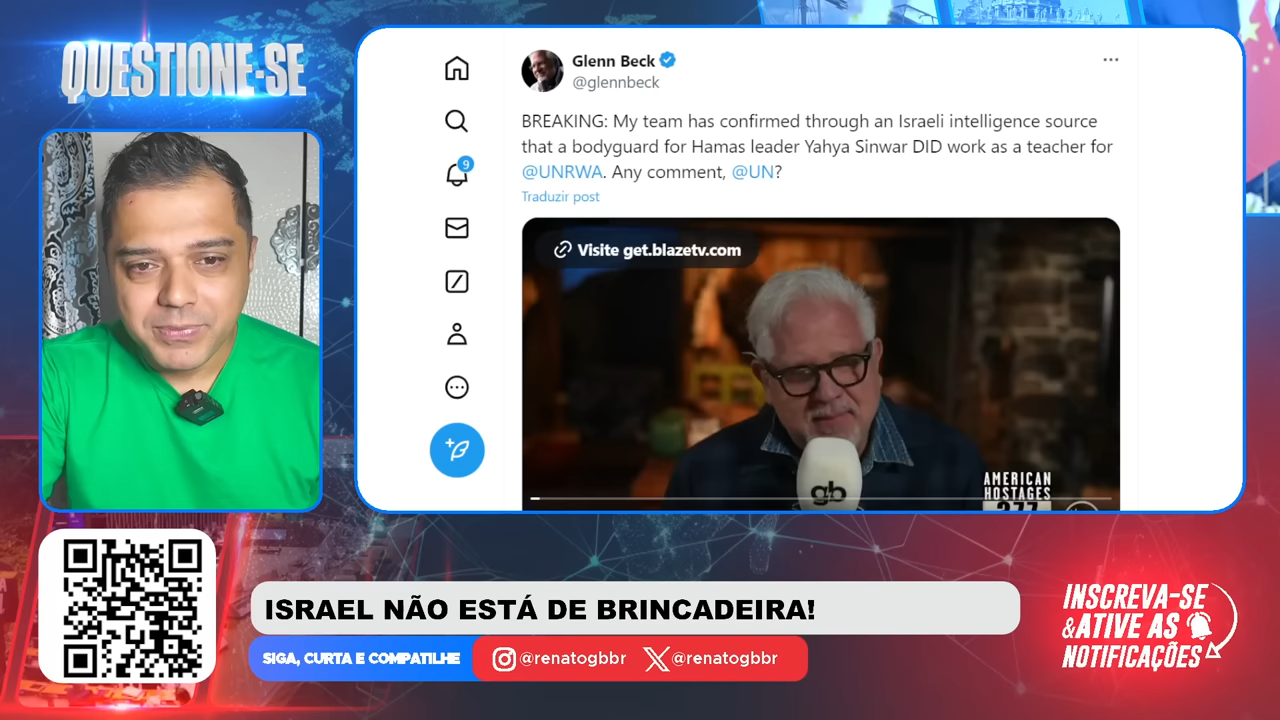 QUESTIONE-SE
Glenn Beck
@glennbeck
BREAKING: My team has confirmed through an Israeli intelligence source
that a bodyguard for Hamas leader Yahya Sinwar DID work as a teacher for
@UNRWA. Any comment, @UN?
Traduzir post
9
Visite get.blazetv.com
gb
AMERICAN
HOSTAGES
277
ISRAEL NÃO ESTÁ DE BRINCADEIRA!
SIGA, CURTA E COMPATILHE
@renatogbbr
@renatogbbr
INSCREVA-SE
&ATIVE AS
NOTIFICAÇÕES